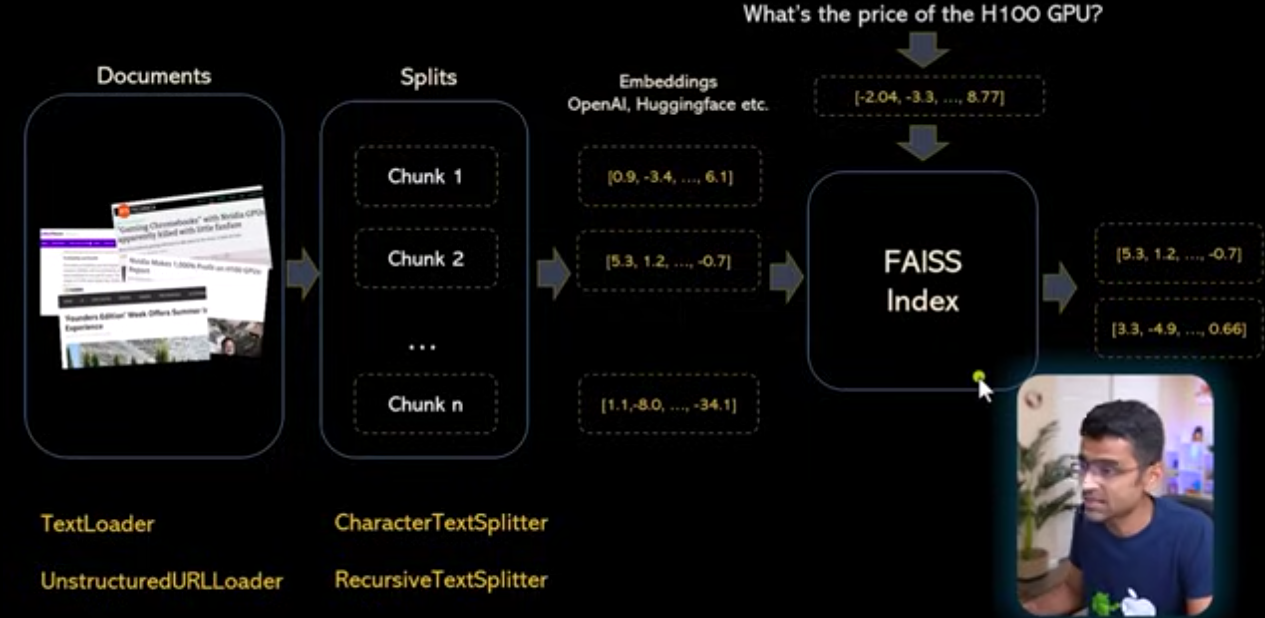 What's the price of the H100 GPU?
Documents
Splits
Embeddings
OpenAI, Huggingface etc.
[-2.04, -3.3, ..., 8.77]
"Gaming Chromebooks" with Nvidia GPUs
apparently killed with little fanfare
Nvidia Makes 1,000% Profit on H100 GPUs:
Report
'Founders Edition' Week Offers Summer
Experience
Chunk 1
Chunk 2
...
Chunk n
[0.9, -3.4, ..., 6.1]
[5.3, 1.2, ..., -0.7]
[1.1,-8.0, ..., -34.1]
FAISS
Index
[5.3, 1.2, ..., -0.7]
[3.3, -4.9, ..., 0.66]
TextLoader
CharacterTextSplitter
UnstructuredURLLoader
RecursiveTextSplitter